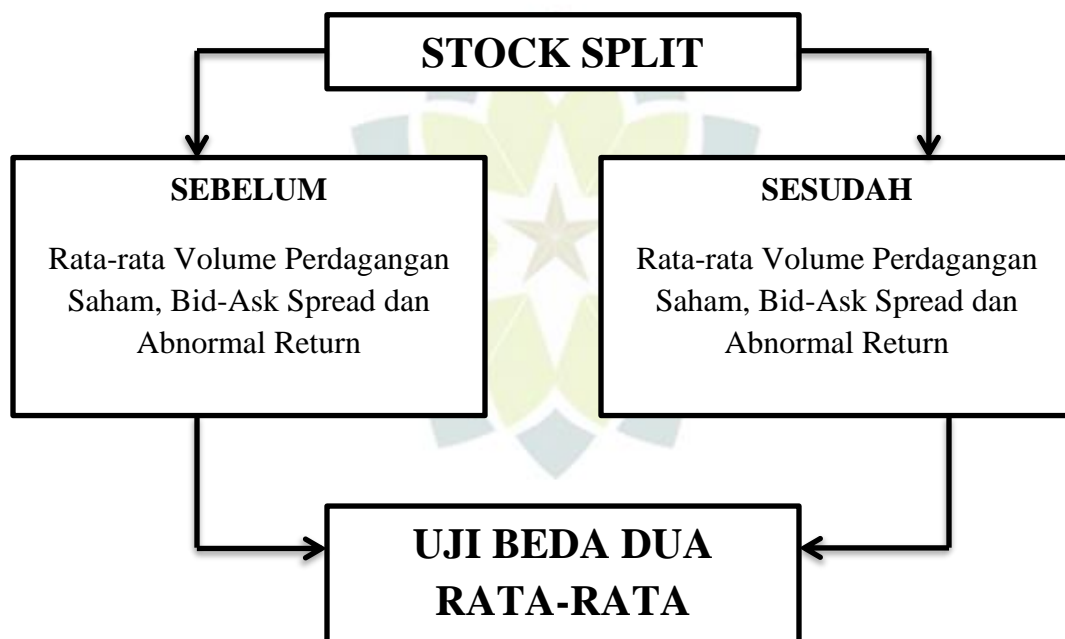 STOCK SPLIT
SEBELUM
Rata-rata Volume Perdagangan
Saham, Bid-Ask Spread dan
Abnormal Return
SESUDAH
Rata-rata Volume Perdagangan
Saham, Bid-Ask Spread dan
Abnormal Return
UJI BEDA DUA
RATA-RATA